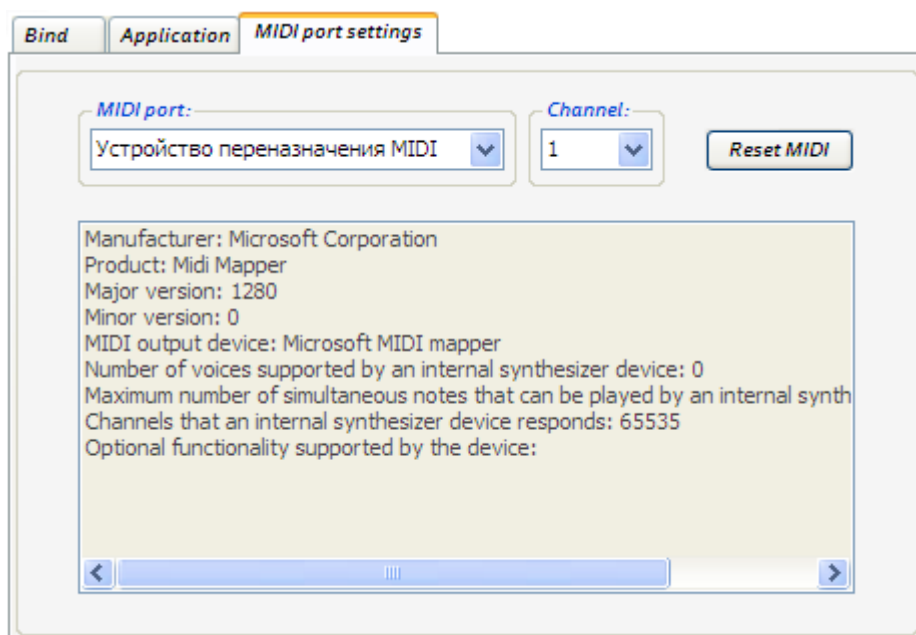 Bind Application MIDI port settings
MIDI port: Channel:
Устройство переназначения MIDI 1 Reset MIDI
Manufacturer: Microsoft Corporation
Product: Midi Mapper
Major version: 1280
Minor version: 0
MIDI output device: Microsoft MIDI mapper
Number of voices supported by an internal synthesizer device: 0
Maximum number of simultaneous notes that can be played by an internal synth
Channels that an internal synthesizer device responds: 65535
Optional functionality supported by the device: